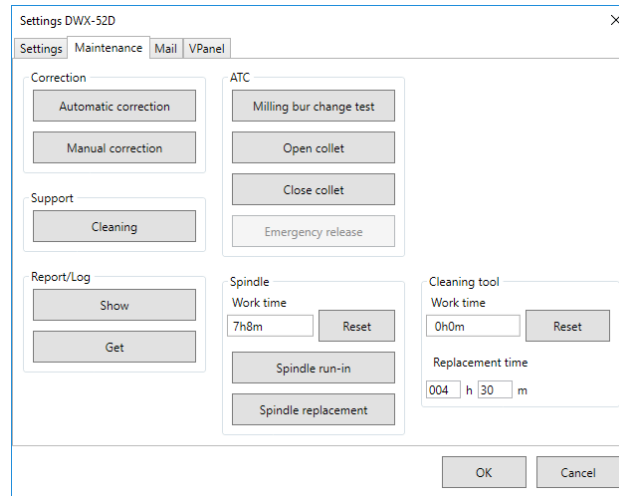 Settings DWX-52D
Settings Maintenance Mail VPanel
Correction
Automatic correction
Manual correction
Support
Cleaning
Report/Log
Show
Get
ATC
Milling bur change test
Open collet
Close collet
Emergency release
Spindle
Work time
7h8m Reset
Spindle run-in
Spindle replacement
Cleaning tool
Work time
0h0m Reset
Replacement time
004 h 30 m
OK Cancel